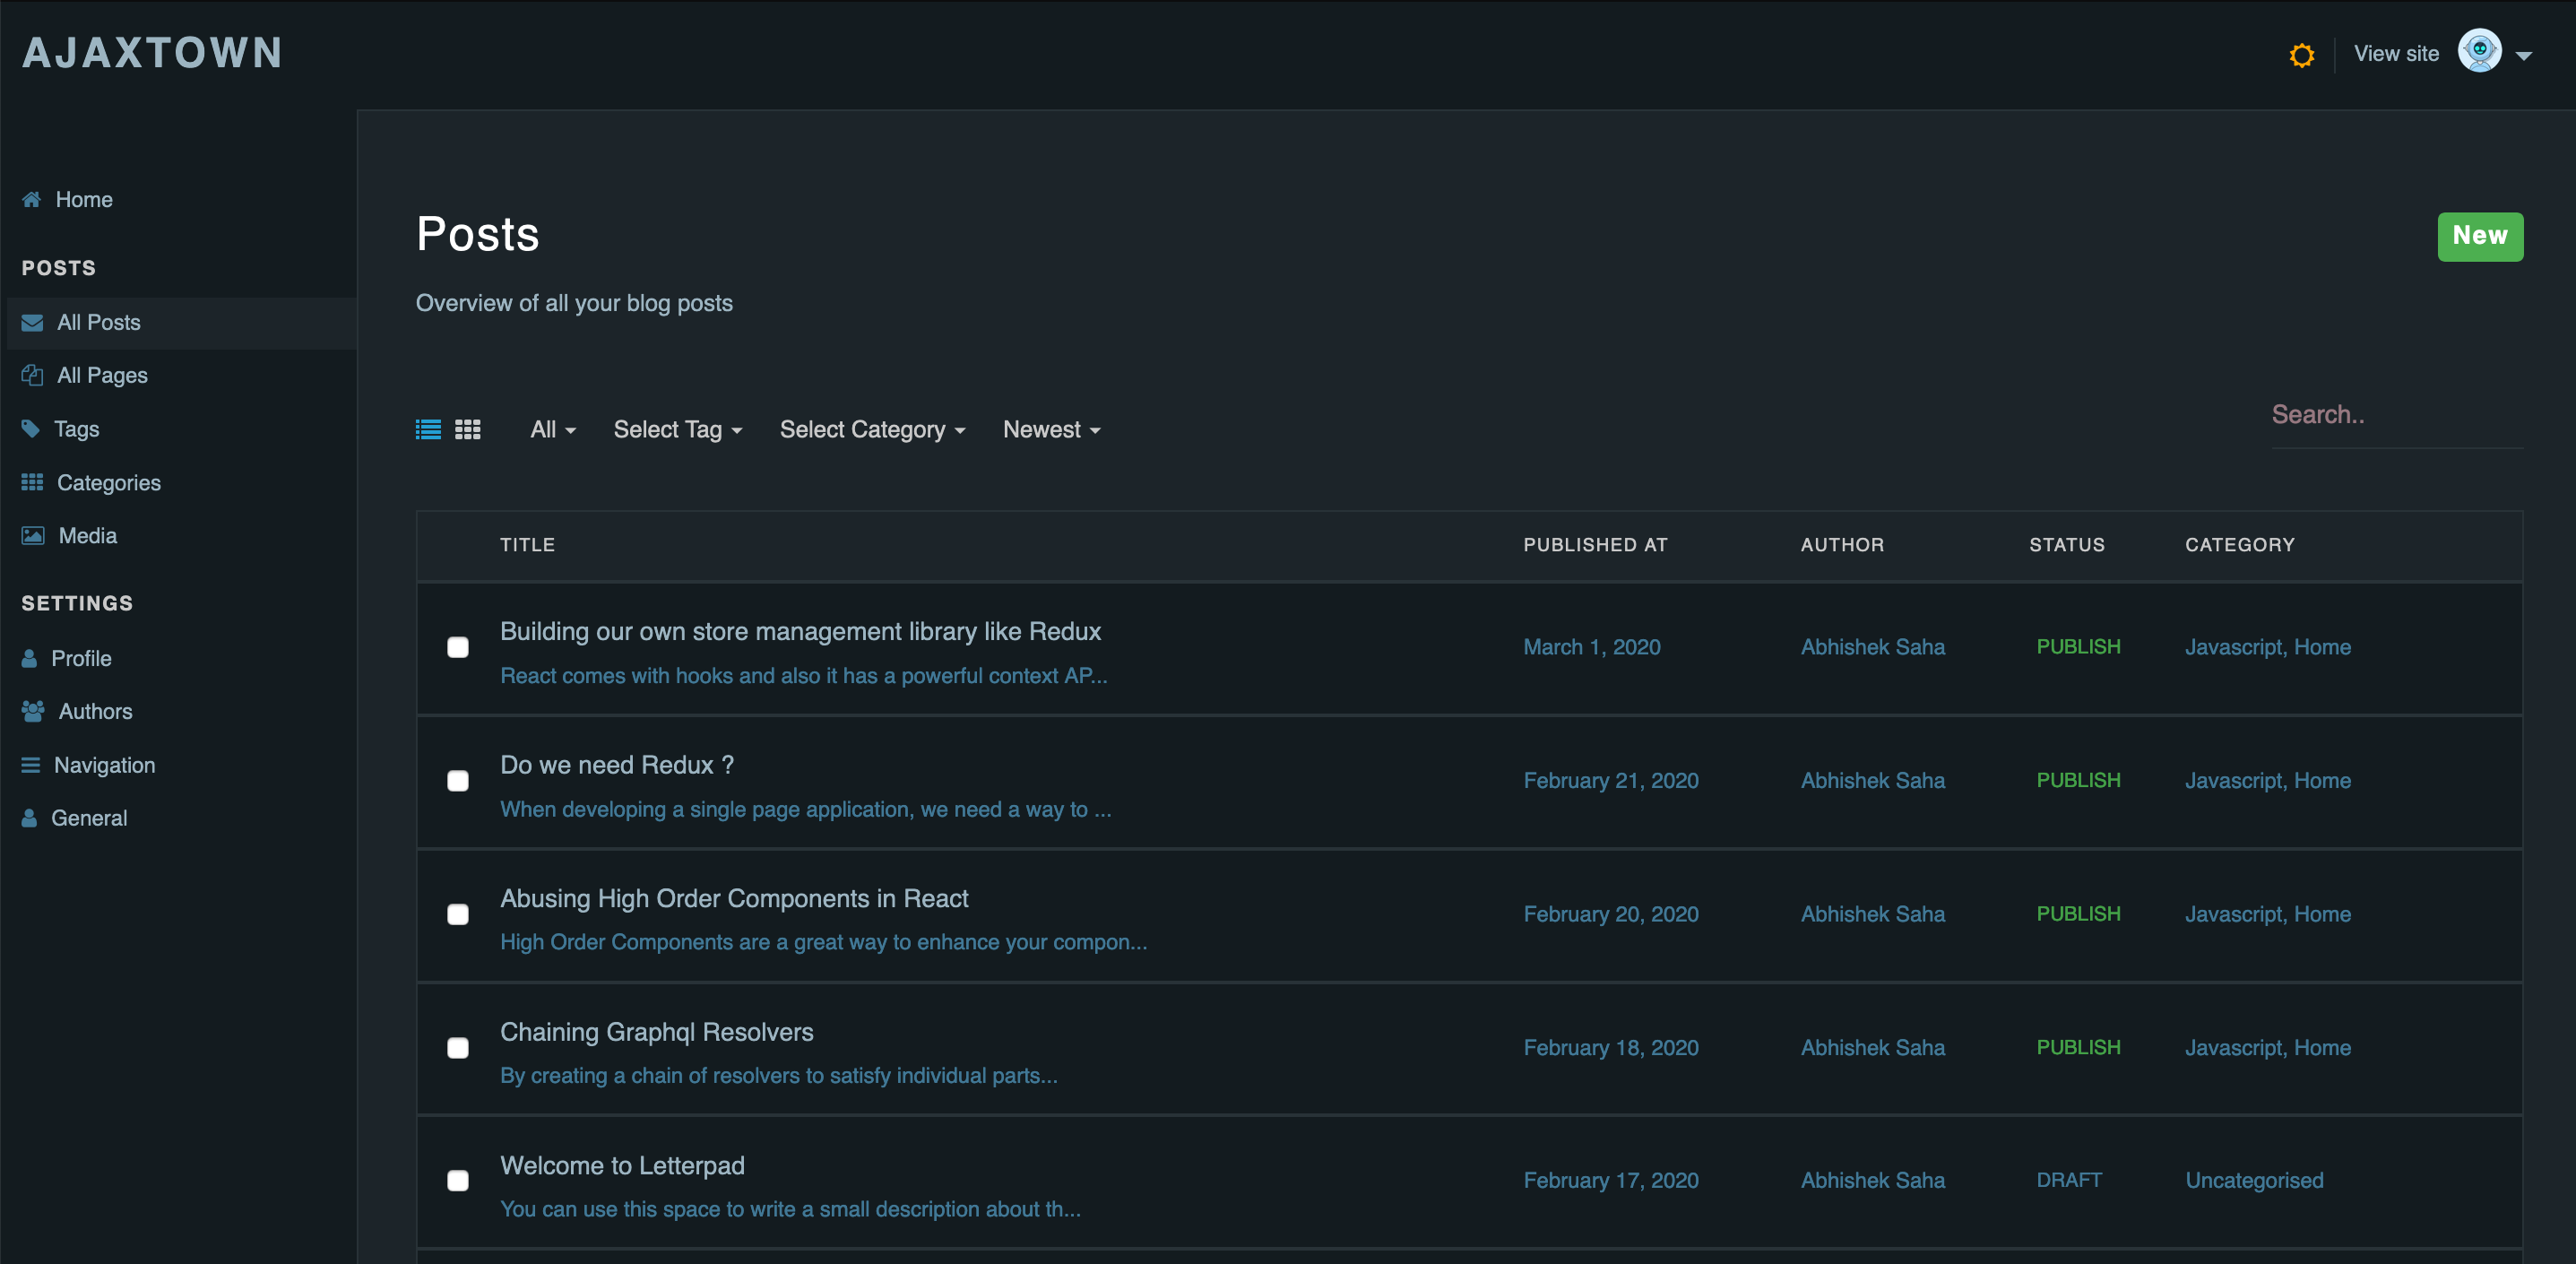 AJAXTOWN
View site
Home
POSTS
All Posts
All Pages
Tags
Categories
Media
SETTINGS
Profile
Authors
Navigation
General
Posts
New
Overview of all your blog posts
All Select Tag Select Category Newest
Search..
TITLE PUBLISHED AT AUTHOR STATUS CATEGORY
Building our own store management library like Redux
React comes with hooks and also it has a powerful context AP...
March 1, 2020 Abhishek Saha PUBLISH Javascript, Home
Do we need Redux ?
When developing a single page application, we need a way to ...
February 21, 2020 Abhishek Saha PUBLISH Javascript, Home
Abusing High Order Components in React
High Order Components are a great way to enhance your compon...
February 20, 2020 Abhishek Saha PUBLISH Javascript, Home
Chaining Graphql Resolvers
By creating a chain of resolvers to satisfy individual parts...
February 18, 2020 Abhishek Saha PUBLISH Javascript, Home
Welcome to Letterpad
You can use this space to write a small description about th...
February 17, 2020 Abhishek Saha DRAFT Uncategorised